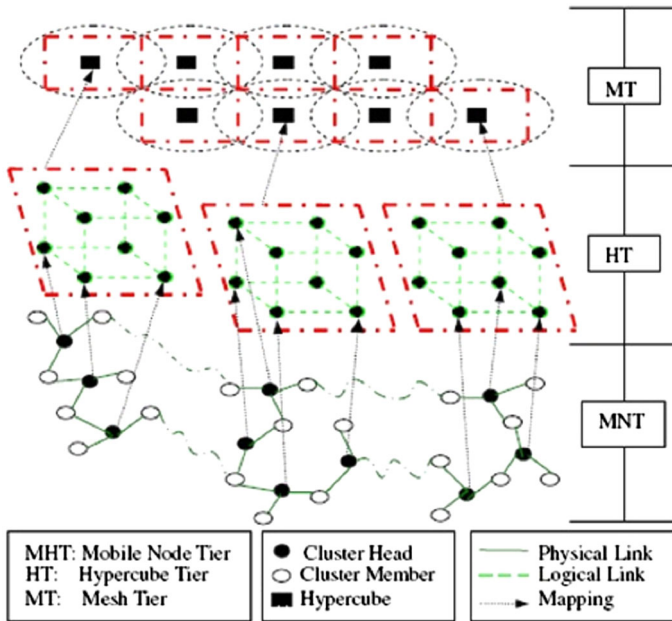 MT
HT
MNT
MHT: Mobile Node Tier
HT: Hypercube Tier
MT: Mesh Tier
Cluster Head
Cluster Member
Hypercube
Physical Link
Logical Link
Mapping